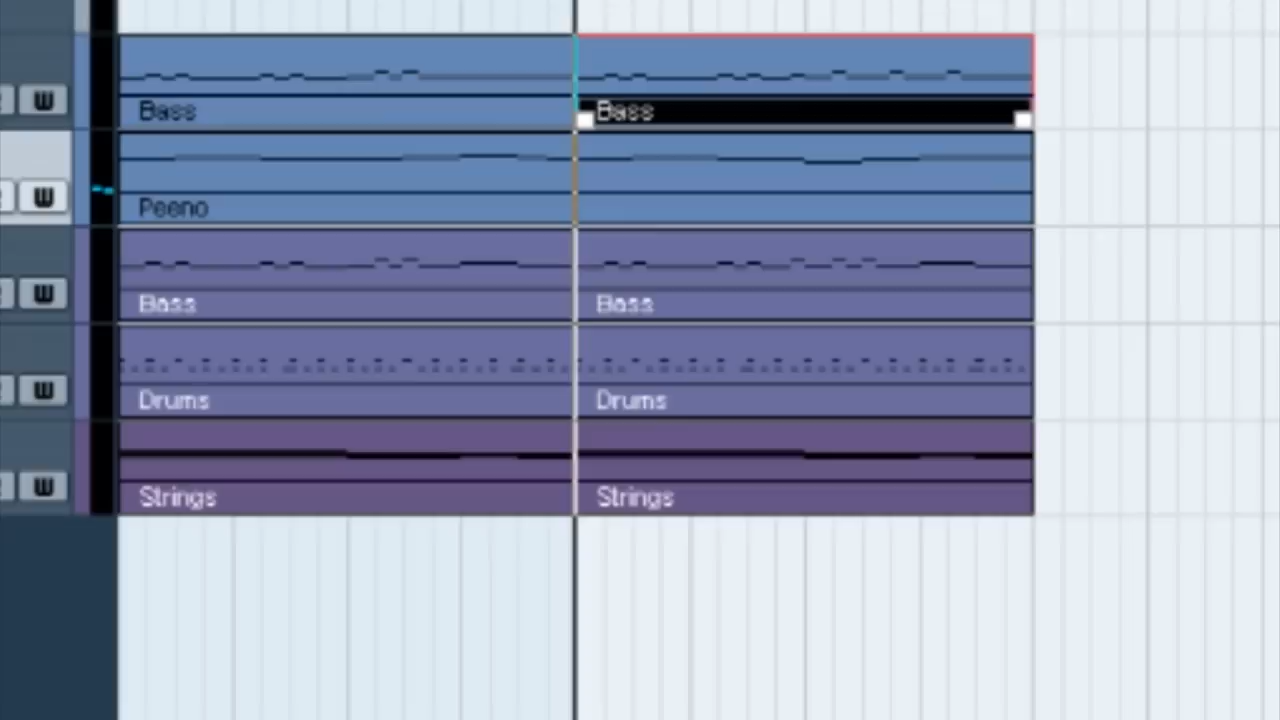 W Bass Bass
W Peeno
W Bass Bass
W Drums Drums
W Strings Strings